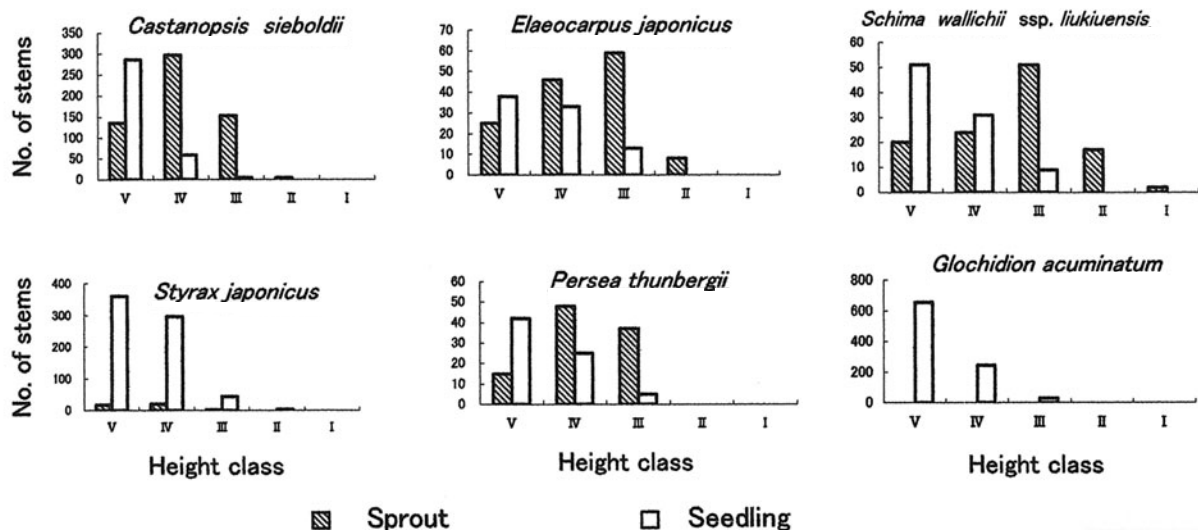 Castanopsis sieboldii
No. of stems
350
300
250
200
150
100
50
0
V IV III II I
Elaeocarpus japonicus
70
60
50
40
30
20
10
0
V IV III II I
Schima wallichii ssp. liukiuensis
60
50
40
30
20
10
0
V IV III II I
Styrax japonicus
No. of stems
400
300
200
100
0
V IV III II I
Height class
Persea thunbergii
60
50
40
30
20
10
0
V IV III II I
Height class
Glochidion acuminatum
800
600
400
200
0
V IV III II I
Height class
Sprout Seedling